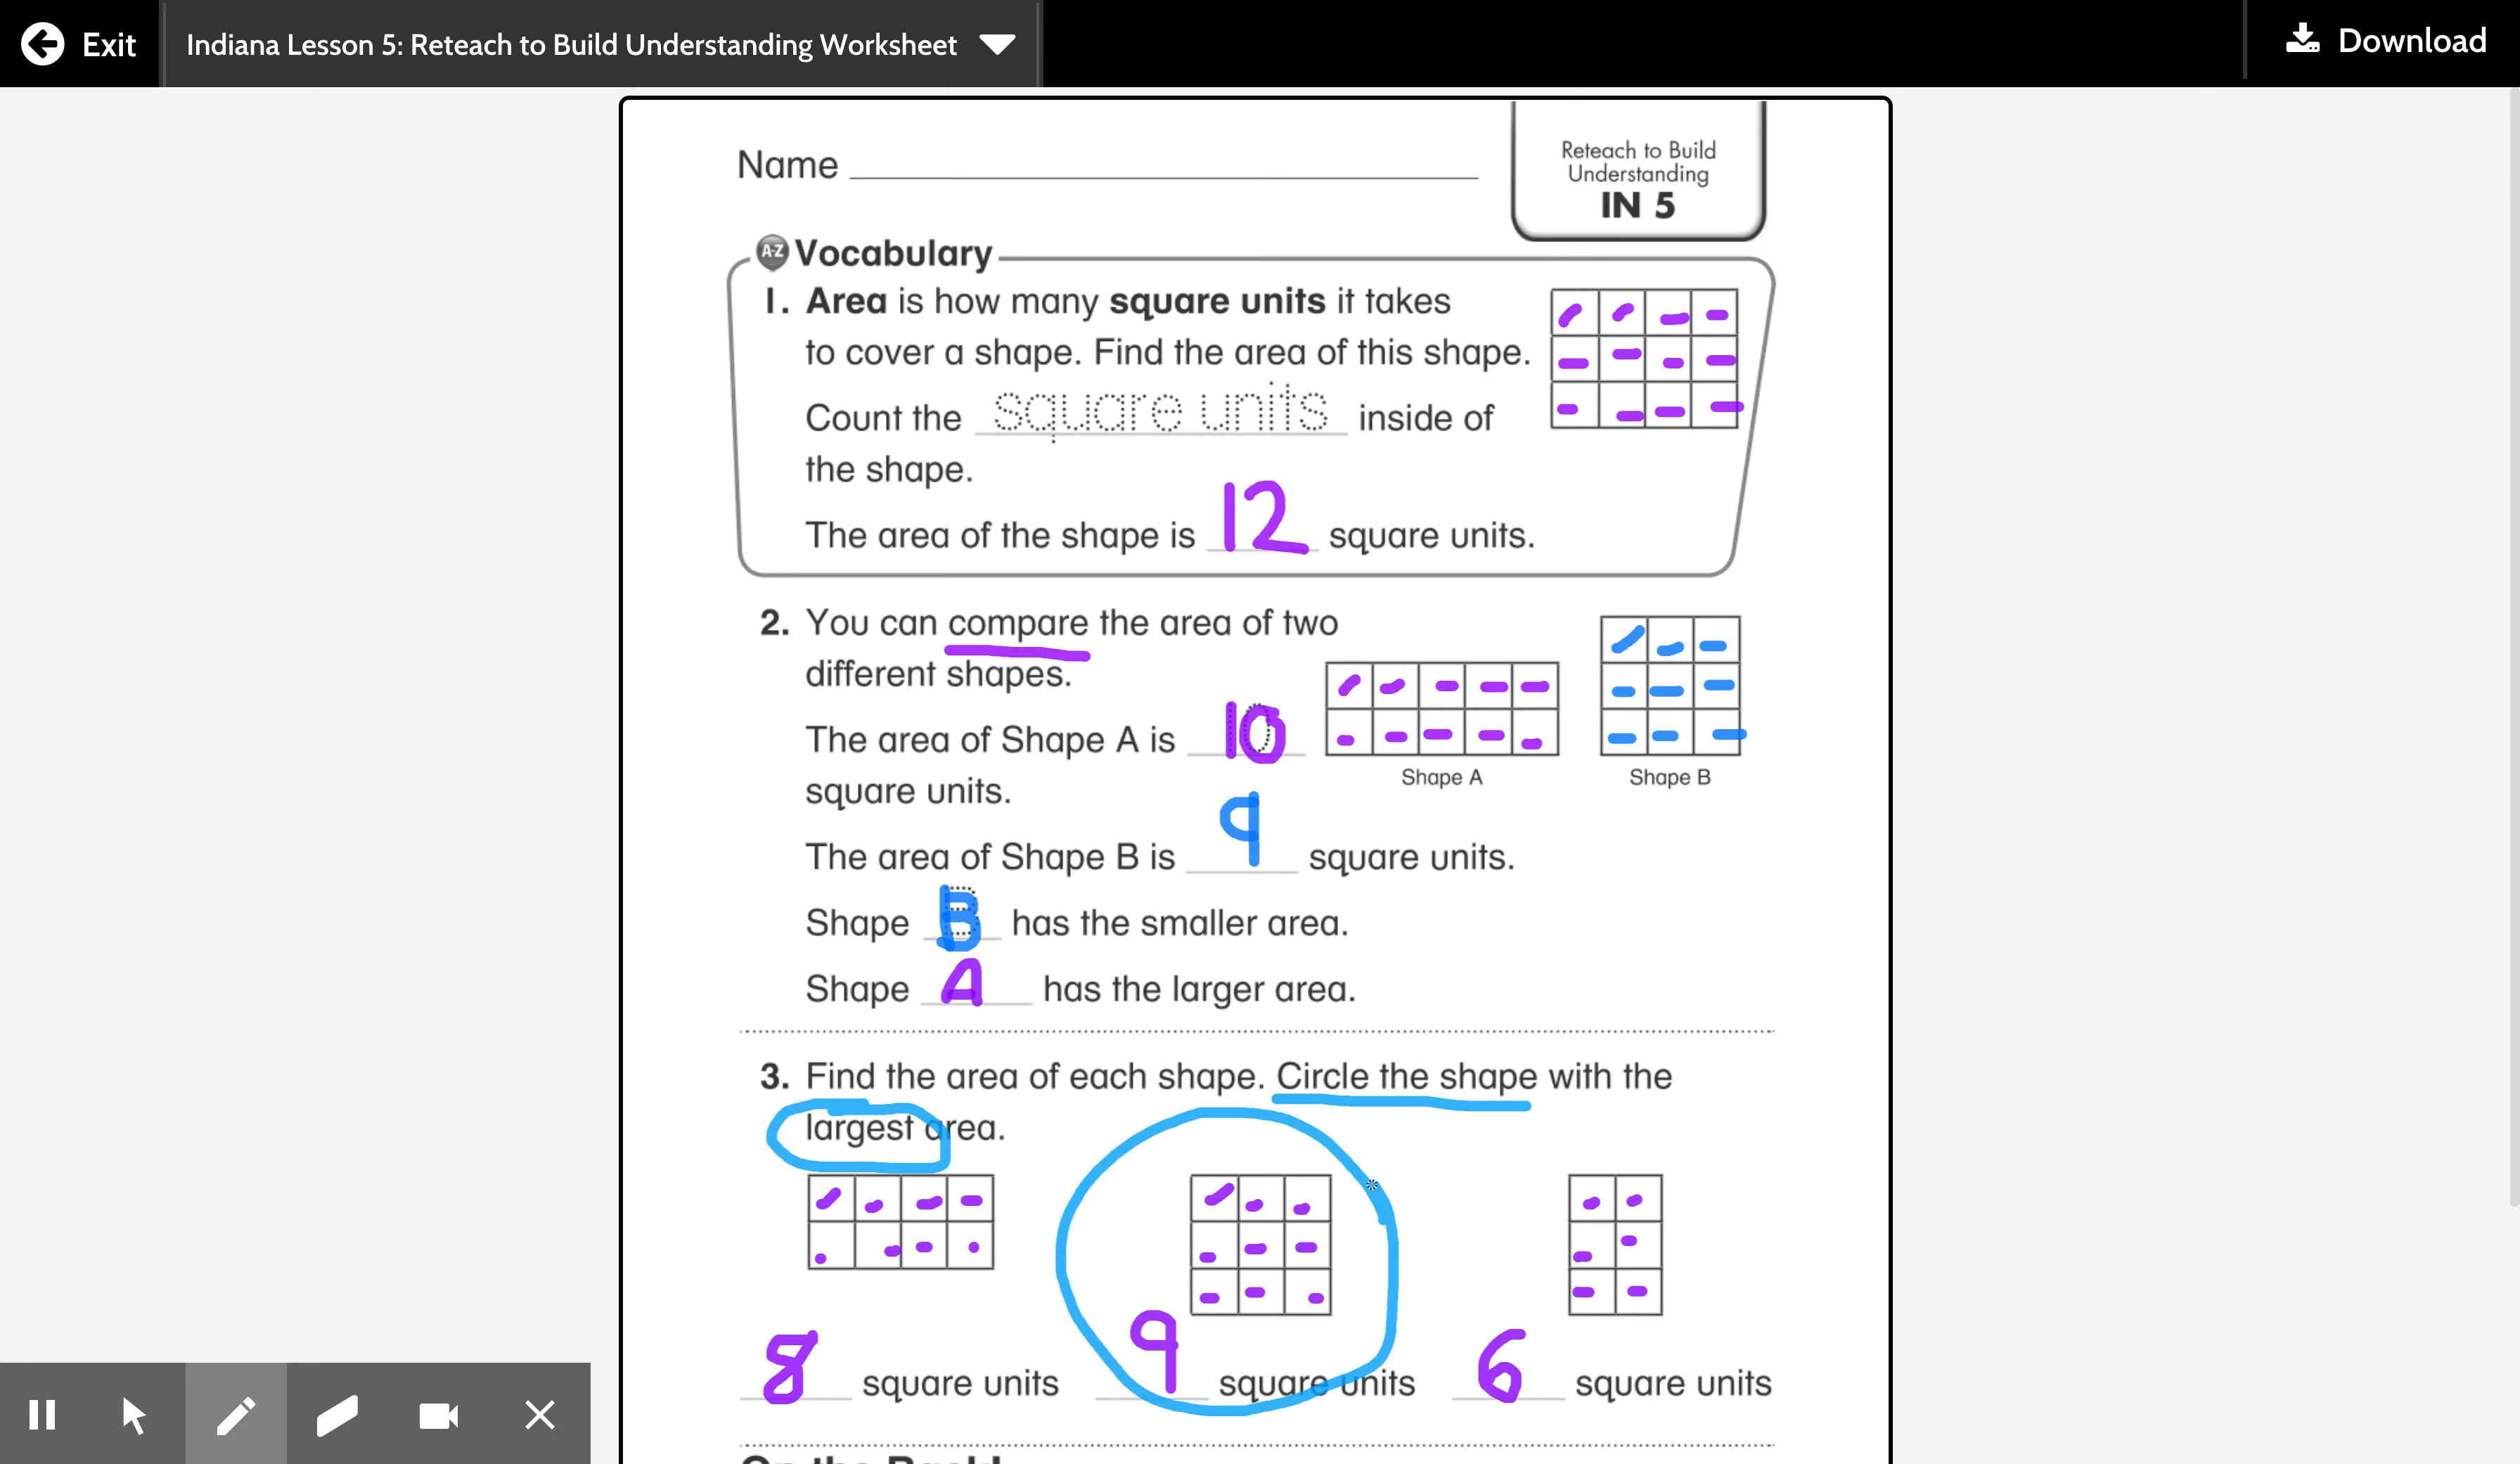 Exit
Indiana Lesson 5: Reteach to Build Understanding Worksheet
Download
Name
Reteach to Build
Understanding
IN 5
A-Z Vocabulary
1. Area is how many square units it takes
to cover a shape. Find the area of this shape.
Count the square units inside of
the shape.
The area of the shape is 12 square units.
2. You can compare the area of two
different shapes.
The area of Shape A is 10
square units.
Shape A
Shape B
The area of Shape B is 9 square units.
Shape B has the smaller area.
Shape A has the larger area.
3. Find the area of each shape. Circle the shape with the
largest area.
8 square units
9 square units
6 square units
On the Back!